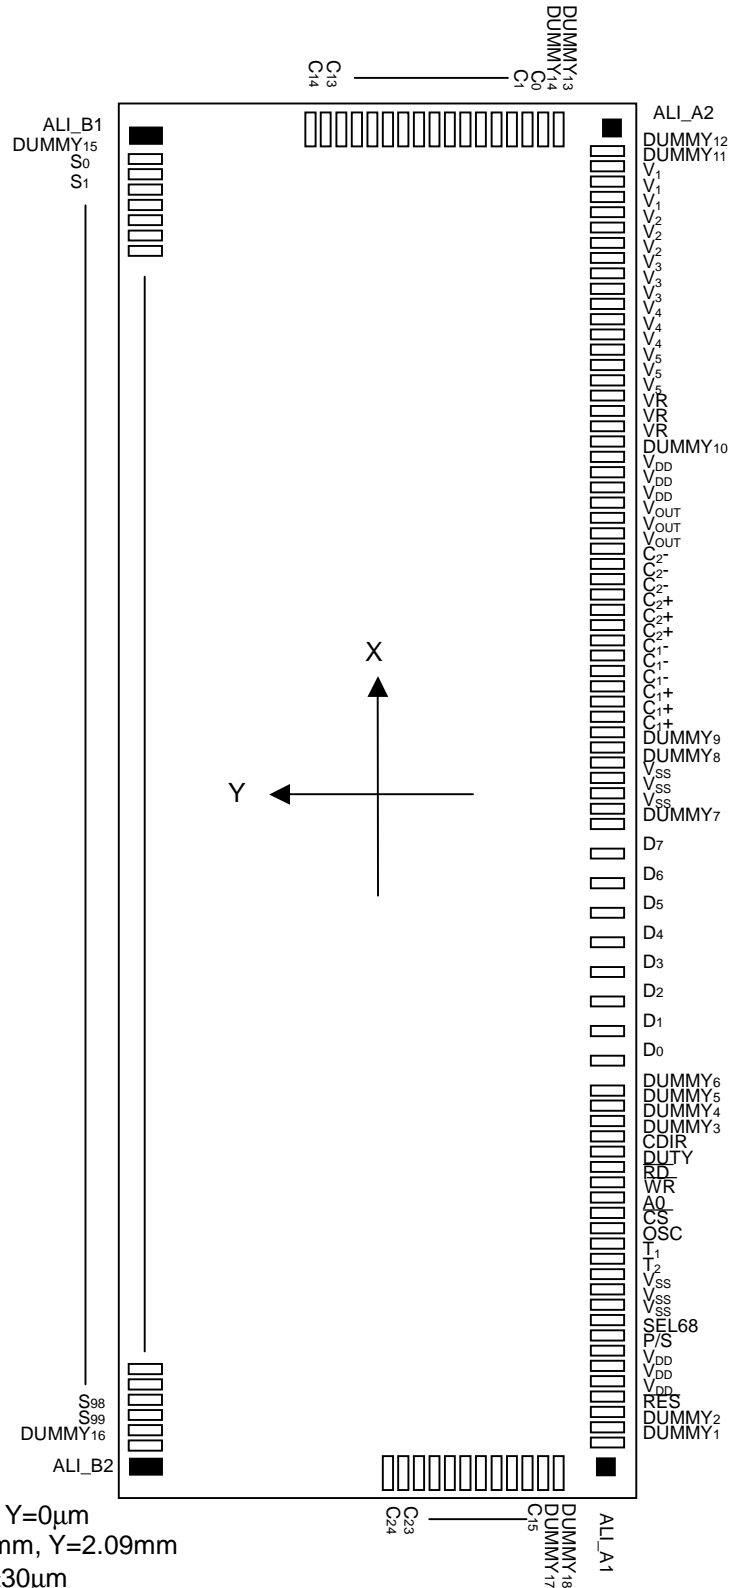 DUMMY13
DUMMY14
C0
C1
C13
C14
ALI_B1
DUMMY15
S0
S1
ALI_A2
DUMMY12
DUMMY11
V1
V1
V1
V2
V2
V2
V3
V3
V3
V4
V4
V4
V5
V5
V5
VR
VR
VR
DUMMY10
VDD
VDD
VDD
VOUT
VOUT
VOUT
C2-
C2-
C2-
C2+
C2+
C2+
C1-
C1-
C1-
C1+
C1+
C1+
DUMMY9
DUMMY8
VSS
VSS
VSS
DUMMY7
X
Y
D7
D6
D5
D4
D3
D2
D1
D0
DUMMY6
DUMMY5
DUMMY4
DUMMY3
CDIR
DUTY
RD
WR
A0
CS
OSC
T1
T2
VSS
VSS
VSS
SEL68
P/S
VDD
VDD
VDD
RES
DUMMY2
DUMMY1
S98
S99
DUMMY16
ALI_B2
C24
C23
C15
DUMMY17
DUMMY18
ALI_A1
Y=0µm
mm, Y=2.09mm
30µm